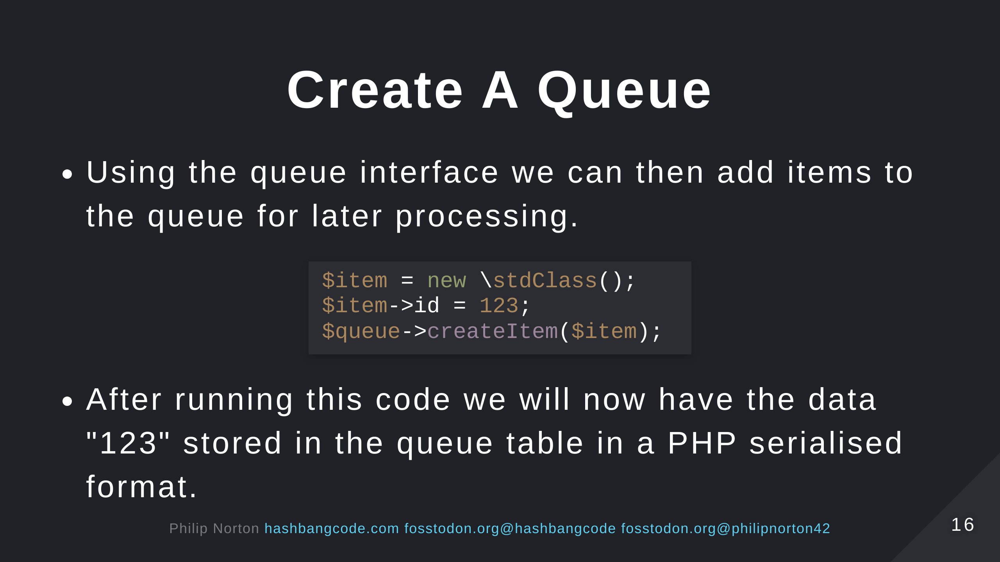 Create A Queue
Using the queue interface we can then add items to
the queue for later processing.
$item = new \stdClass();
$item->id = 123;
$queue->createItem($item);
After running this code we will now have the data
"123" stored in the queue table in a PHP serialised
format.
Philip Norton hashbangcode.com fosstodon.org@hashbangcode fosstodon.org@philipnorton42
16